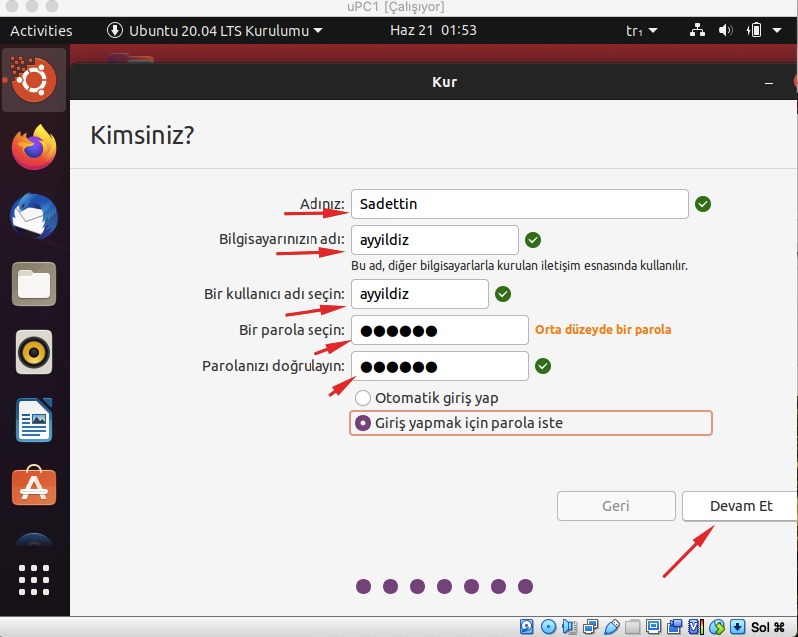 uPC1 [Çalışıyor]
Activities Ubuntu 20.04 LTS Kurulumu Haz 21 01:53 tr₁
Kur
Kimsiniz?
Adınız: Sadettin
Bilgisayarınızın adı: ayyildiz
Bu ad, diğer bilgisayarlarla kurulan iletişim esnasında kullanılır.
Bir kullanıcı adı seçin: ayyildiz
Bir parola seçin: ●●●●●● Orta düzeyde bir parola
Parolanızı doğrulayın: ●●●●●●
Otomatik giriş yap
Giriş yapmak için parola iste
Geri Devam Et
Sol ⌘